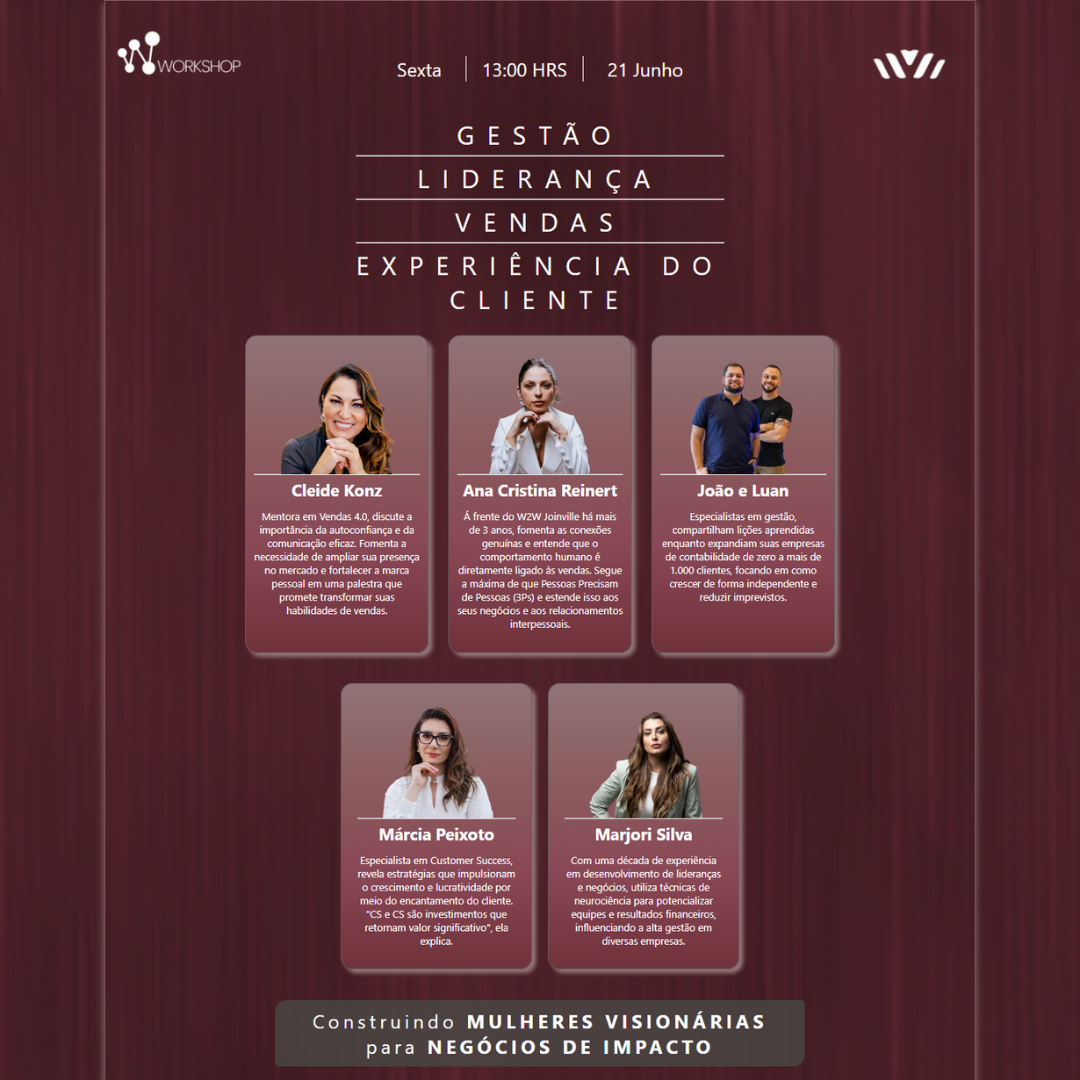 WORKSHOP
Sexta | 13:00 HRS | 21 Junho
GESTÃO
LIDERANÇA
VENDAS
EXPERIÊNCIA DO
CLIENTE
Cleide Konz
Mentora em Vendas 4.0, discute a
importância da autoconfiança e da
comunicação eficaz. Fomenta a
necessidade de ampliar sua presença
no mercado e fortalecer a marca
pessoal em uma palestra que
promete transformar suas
habilidades de vendas.
Ana Cristina Reinert
Á frente do W2W Joinville há mais
de 3 anos, fomenta as conexões
genuínas e entende que o
comportamento humano é
diretamente ligado às vendas. Segue
a máxima de que Pessoas Precisam
de Pessoas (3Ps) e estende isso aos
seus negócios e aos relacionamentos
interpessoais.
João e Luan
Especialistas em gestão,
compartilham lições aprendidas
enquanto expandiam suas empresas
de contabilidade de zero a mais de
1.000 clientes, focando em como
crescer de forma independente e
reduzir imprevistos.
Márcia Peixoto
Especialista em Customer Success,
revela estratégias que impulsionam
o crescimento e lucratividade por
meio do encantamento do cliente.
"CS e CS são investimentos que
retornam valor significativo", ela
explica.
Marjori Silva
Com uma década de experiência
em desenvolvimento de lideranças
e negócios, utiliza técnicas de
neurociência para potencializar
equipes e resultados financeiros,
influenciando a alta gestão em
diversas empresas.
Construindo MULHERES VISIONÁRIAS
para NEGÓCIOS DE IMPACTO